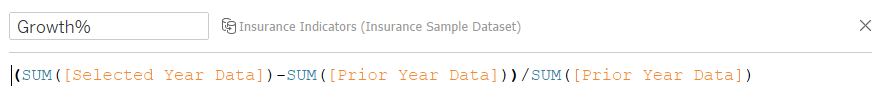 Growth%
Insurance Indicators (Insurance Sample Dataset)
(SUM([Selected Year Data])-SUM([Prior Year Data]))/SUM([Prior Year Data])